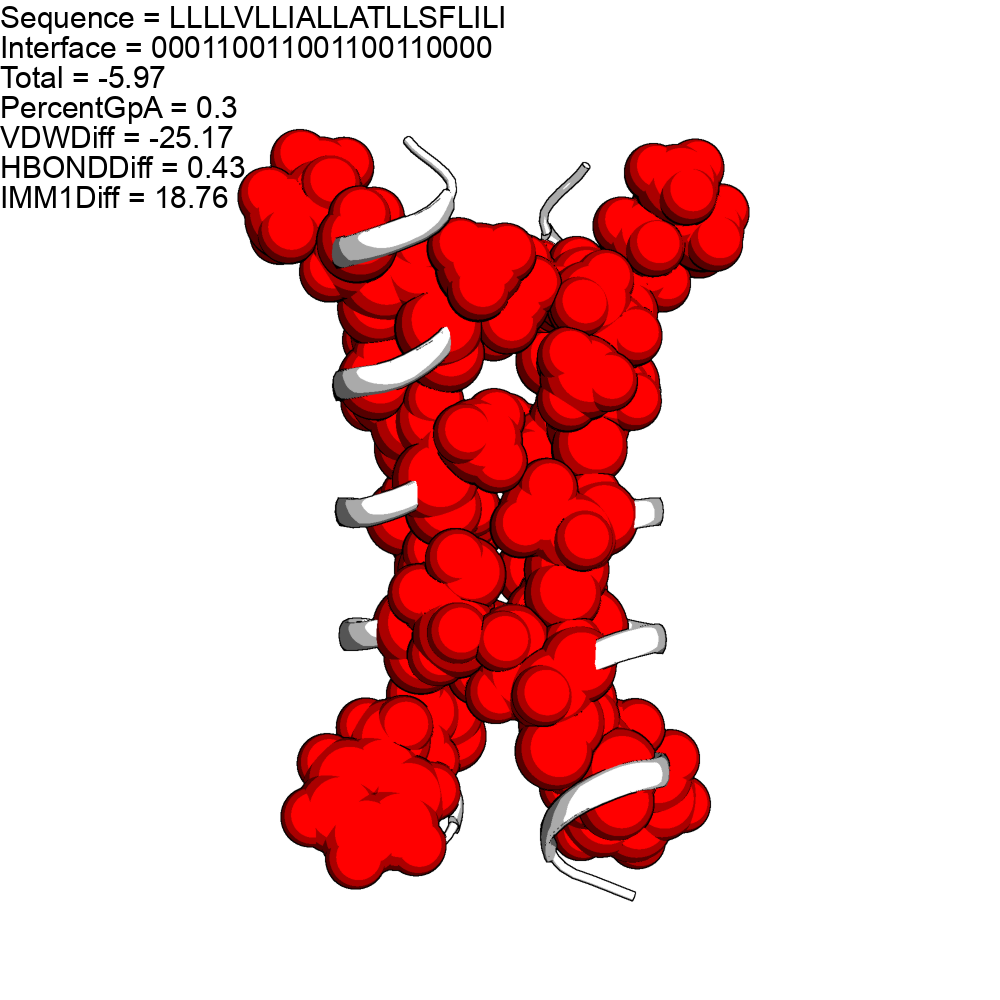 Sequence = LLLLVLLIALLATLLSFLILI
Interface = 000110011001100110000
Total = -5.97
PercentGpA = 0.3
VDWDiff = -25.17
HBONDDiff = 0.43
IMM1Diff = 18.76